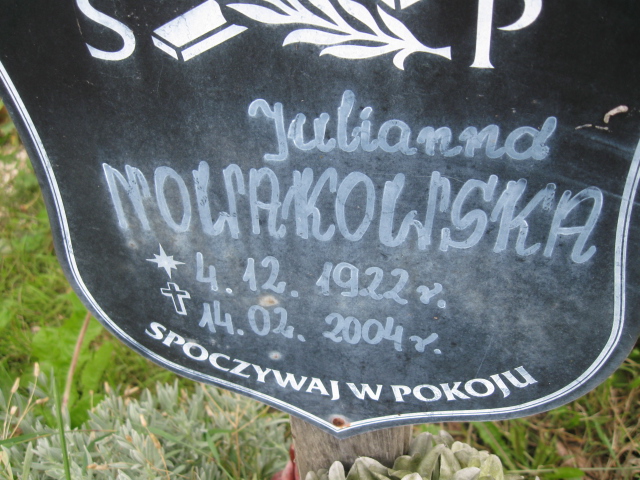 S P
Julianna
NOWAKOWSKA
4. 12. 1922 r.
14. 02. 2004 r.
SPOCZYWAJ W POKOJU